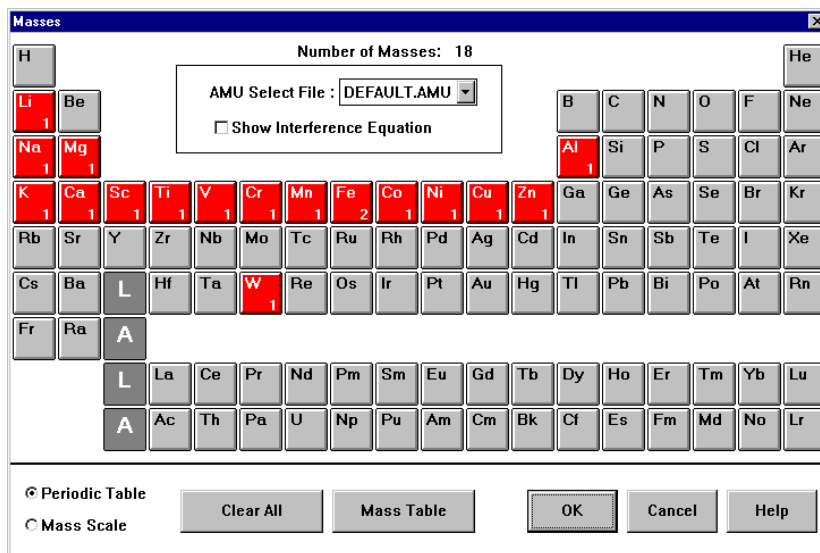 Masses
Number of Masses: 18
H He
AMU Select File : DEFAULT.AMU
Li 1 Be B C N O F Ne
Show Interference Equation
Na 1 Mg 1 Al 1 Si P S Cl Ar
K 1 Ca 1 Sc 1 Ti 1 V 1 Cr 1 Mn 1 Fe 2 Co 1 Ni 1 Cu 1 Zn 1 Ga Ge As Se Br Kr
Rb Sr Y Zr Nb Mo Tc Ru Rh Pd Ag Cd In Sn Sb Te I Xe
Cs Ba L Hf Ta W 1 Re Os Ir Pt Au Hg Tl Pb Bi Po At Rn
Fr Ra A
L La Ce Pr Nd Pm Sm Eu Gd Tb Dy Ho Er Tm Yb Lu
A Ac Th Pa U Np Pu Am Cm Bk Cf Es Fm Md No Lr
Periodic Table
Mass Scale
Clear All Mass Table OK Cancel Help